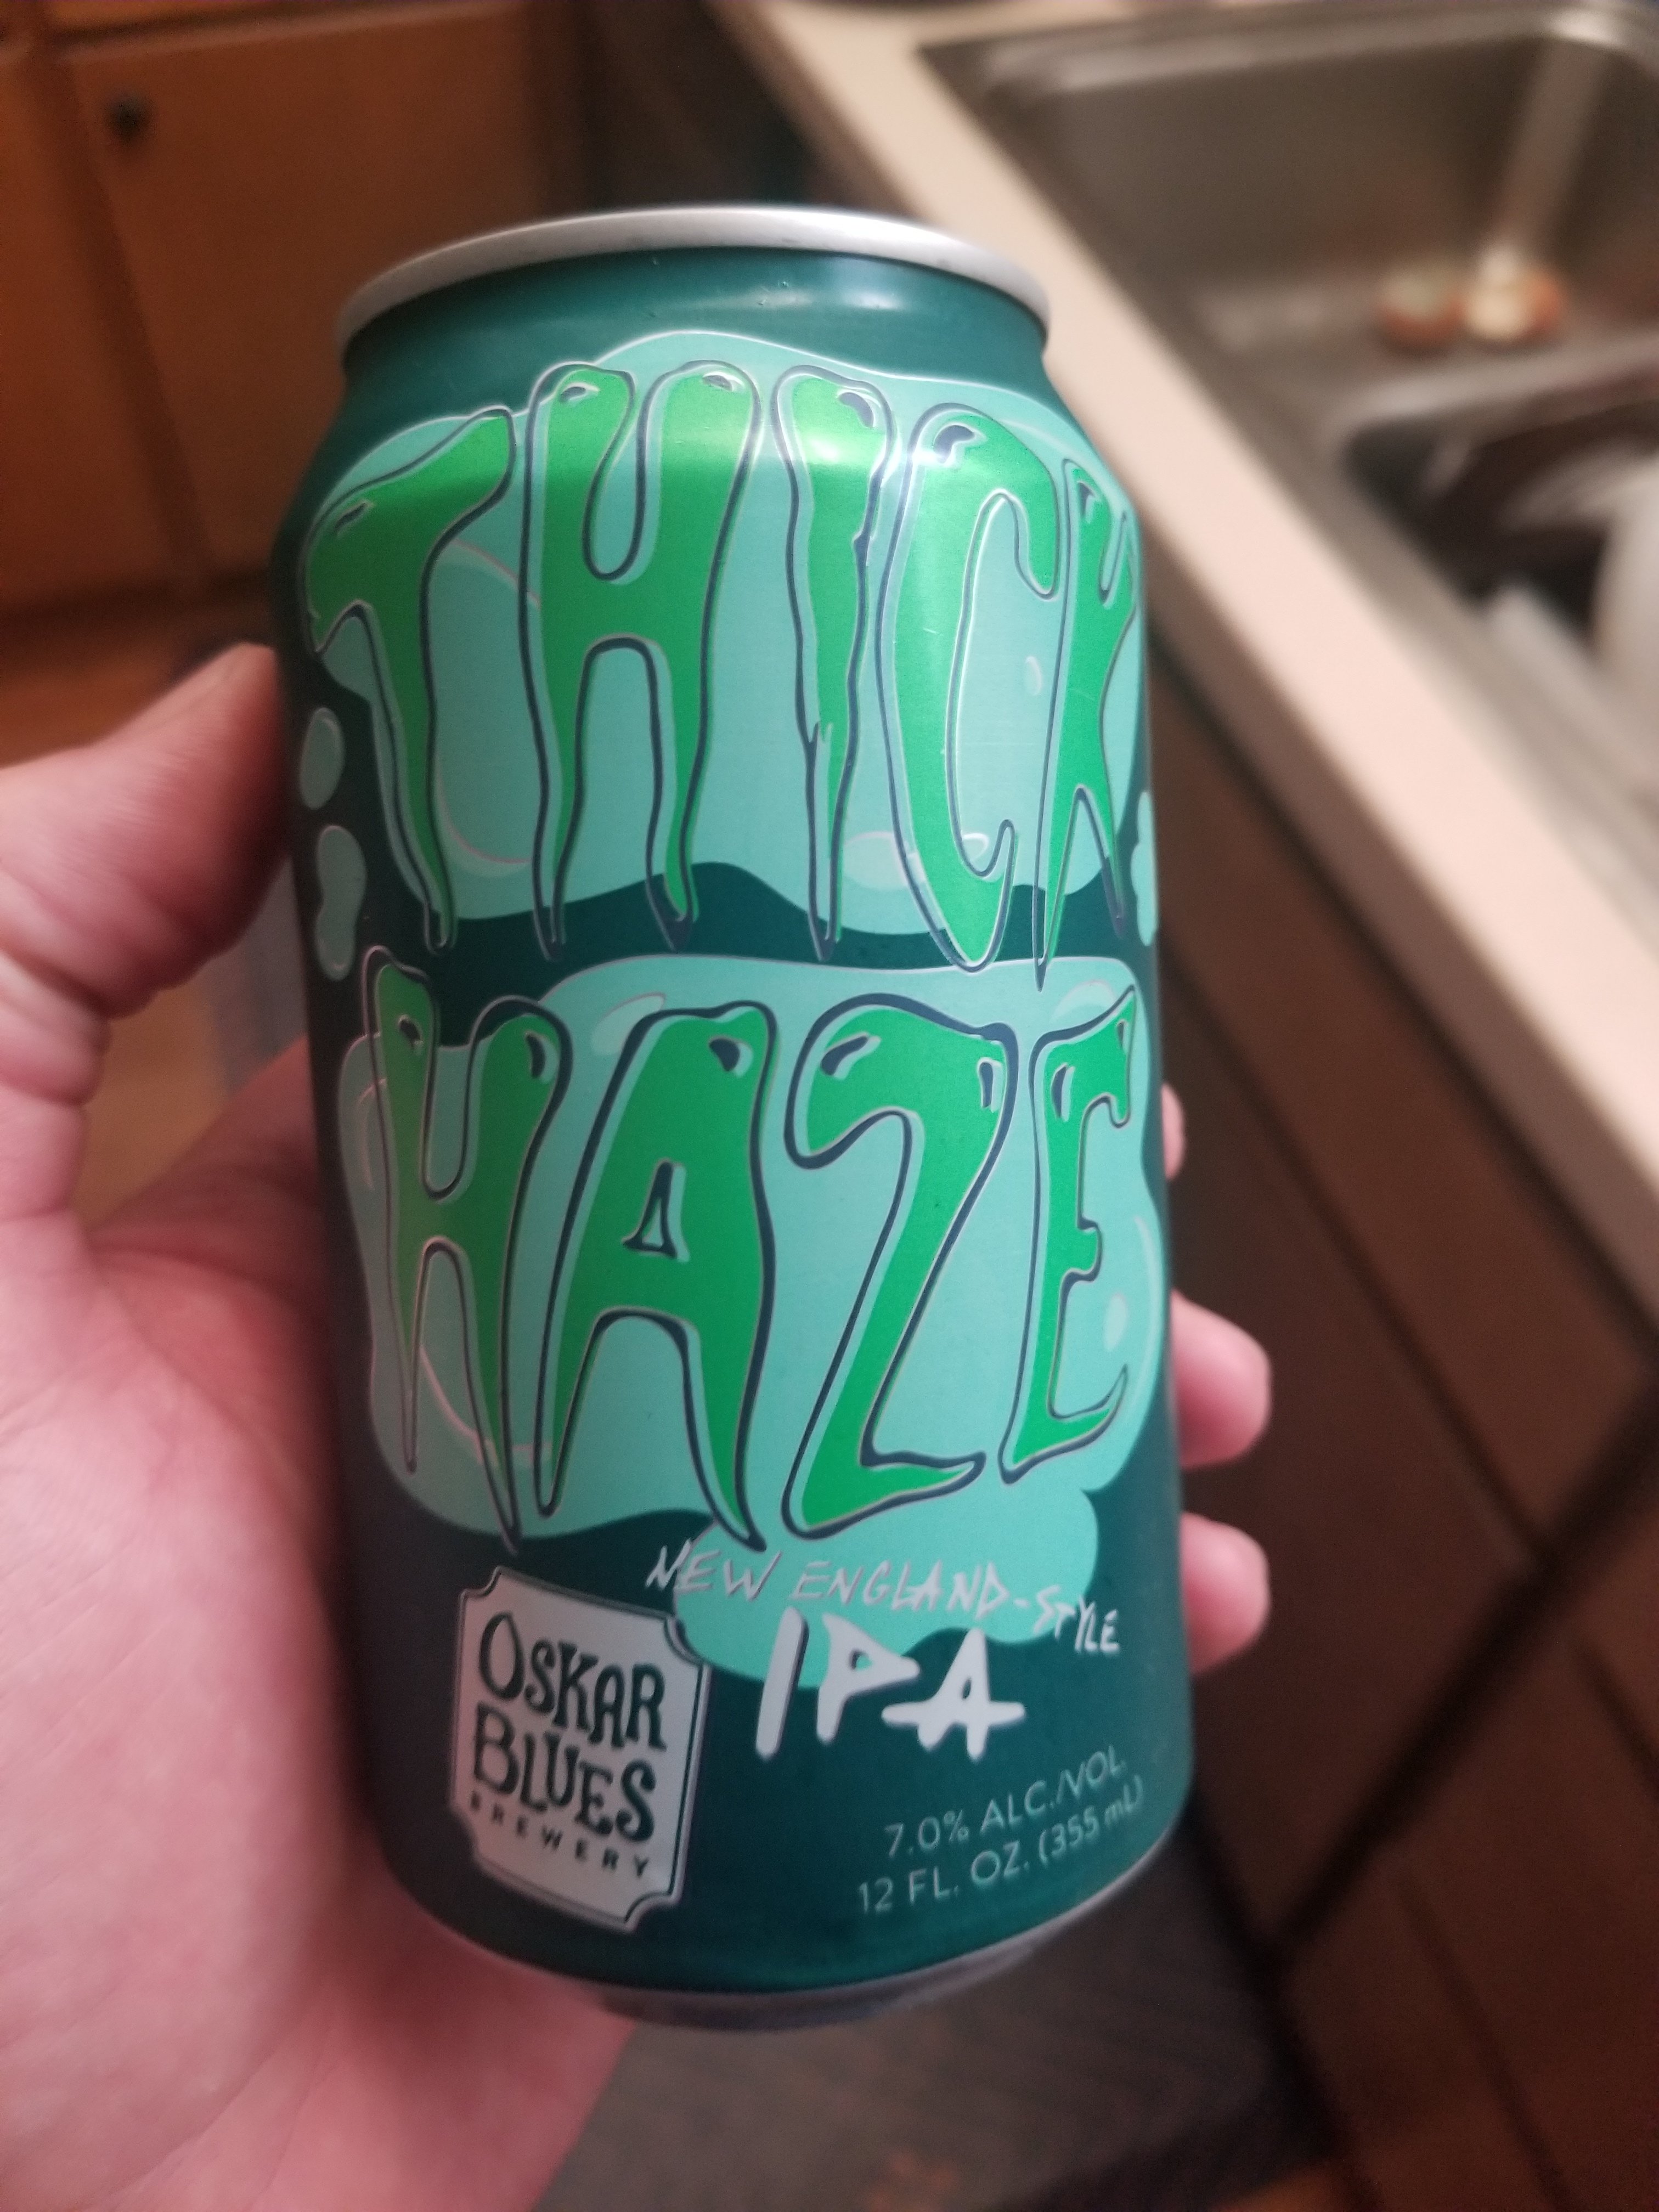 THICK
HAZE
NEW ENGLAND-STYLE
IPA
OSKAR
BLUES
BREWERY
7.0% ALC./VOL.
12 FL. OZ. (355 mL)